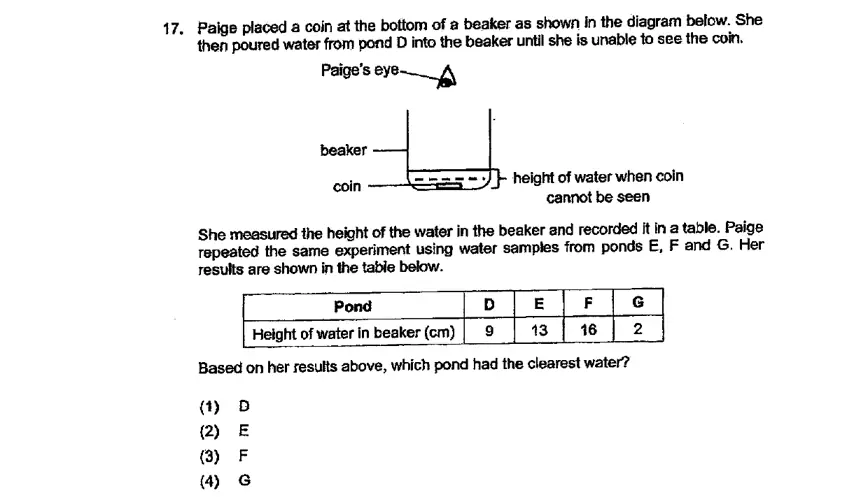 17. Paige placed a coin at the bottom of a beaker as shown in the diagram below. She
then poured water from pond D into the beaker until she is unable to see the coin.
Paige's eye
beaker
coin
height of water when coin
cannot be seen
She measured the height of the water in the beaker and recorded it in a table. Paige
repeated the same experiment using water samples from ponds E, F and G. Her
results are shown in the table below.
Pond D E F G
Height of water in beaker (cm) 9 13 16 2
Based on her results above, which pond had the clearest water?
(1) D
(2) E
(3) F
(4) G